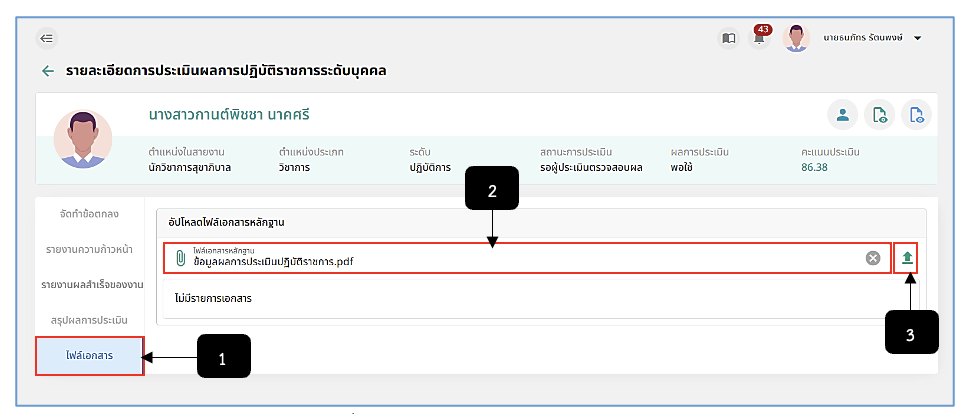 43
นายธนภัทร รัตนพงษ์
รายละเอียดการประเมินผลการปฏิบัติราชการระดับบุคคล
นางสาวกานต์พิชชา นาคศรี
ตำแหน่งในสายงาน ตำแหน่งประเภท ระดับ สถานะการประเมิน ผลการประเมิน คะแนนประเมิน
นักวิชาการสุขาภิบาล วิชาการ ปฏิบัติการ รอผู้ประเมินตรวจสอบผล พอใช้ 86.38
2
จัดทำข้อตกลง
อัปโหลดไฟล์เอกสารหลักฐาน
รายงานความก้าวหน้า
ไฟล์เอกสารหลักฐาน
ข้อมูลผลการประเมินปฏิบัติราชการ.pdf
รายงานผลสำเร็จของงาน
ไม่มีรายการเอกสาร
สรุปผลการประเมิน
3
ไฟล์เอกสาร
1